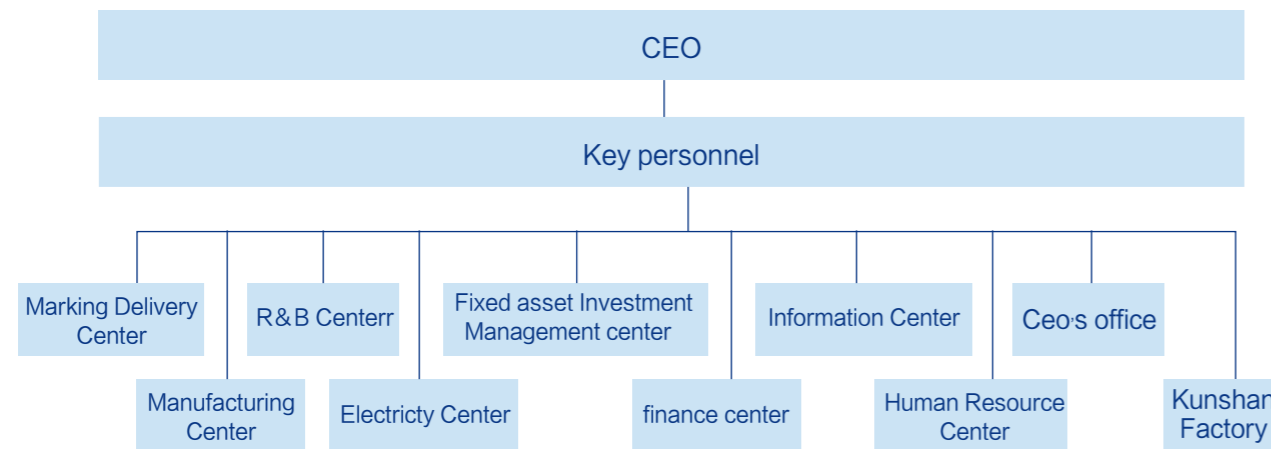 CEO
Key personnel
Marking Delivery
Center
R&B Centerr
Fixed asset Investment
Management center
Information Center
Ceo's office
Manufacturing
Center
Electricty Center
finance center
Human Resource
Center
Kunshan
Factory